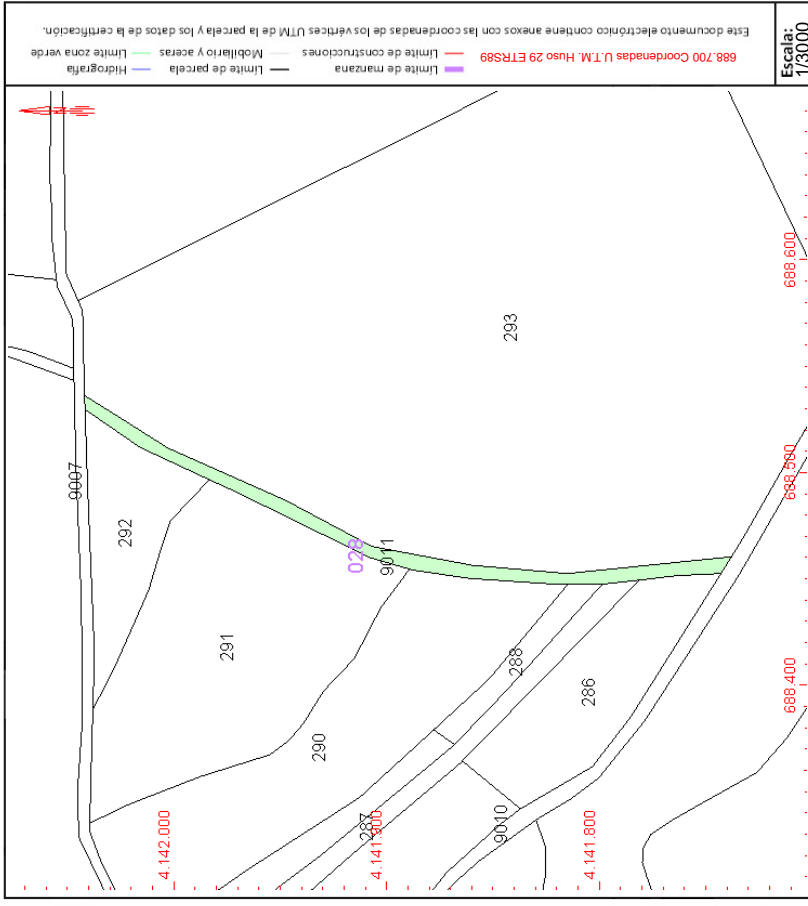 Este documento electrónico contiene anexos con las coordenadas de los vértices UTM de la parcela y los datos de la certificación.
688.700 Coordenadas U.T.M. Huso 29 ETRS89
Límite de manzana
Límite de construcciones
Límite de parcela
Mobiliario y aceras
Hidrografía
Límite zona verde
Escala:
1/3000
688.600
293
688.500
9007
292
028
9011
291
288
688.400
286
290
4.142.000
287
4.141.900
9010
4.141.800